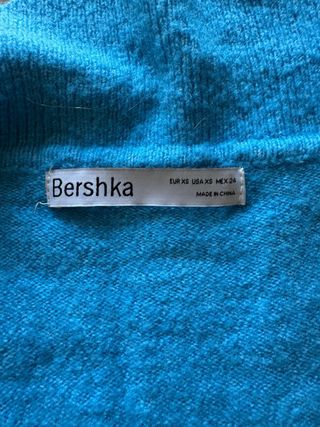 Bershka
EUR XS USA XS MEX 24
MADE IN CHINA